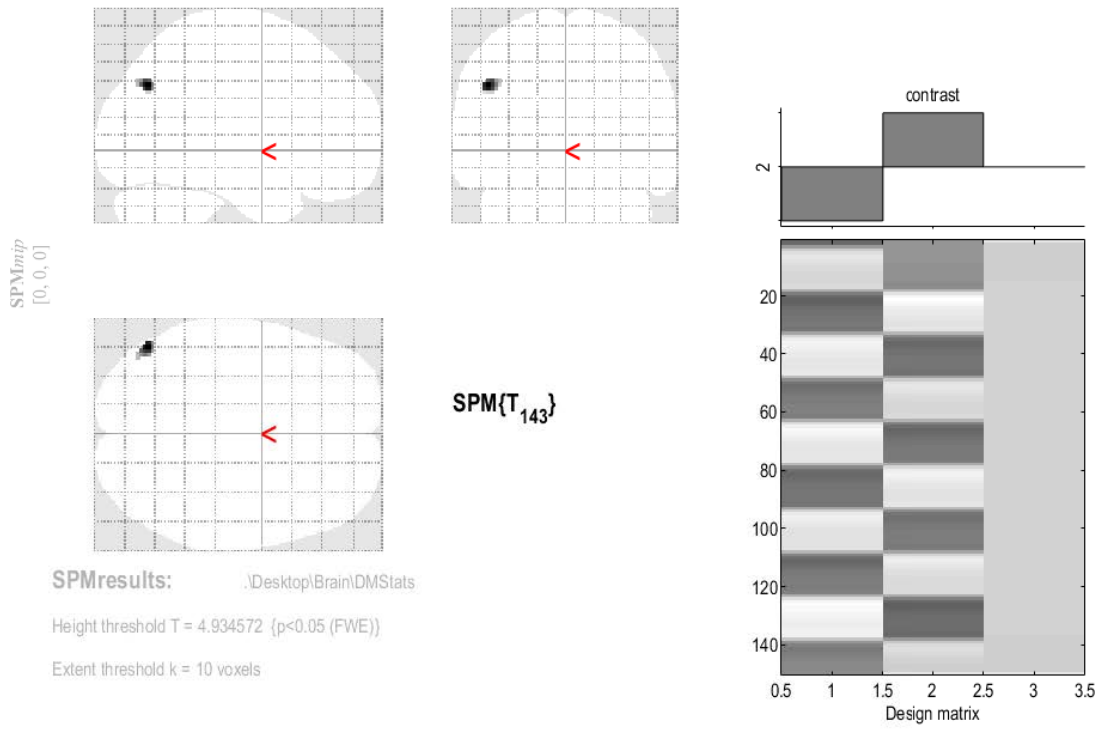 contrast
2
SPMmip
[0, 0, 0]
<
<
<
SPM{T143}
20
40
60
80
100
120
140
0.5 1 1.5 2 2.5 3 3.5
Design matrix
SPMresults: .\Desktop\Brain\DMStats
Height threshold T = 4.934572 {p<0.05 (FWE)}
Extent threshold k = 10 voxels